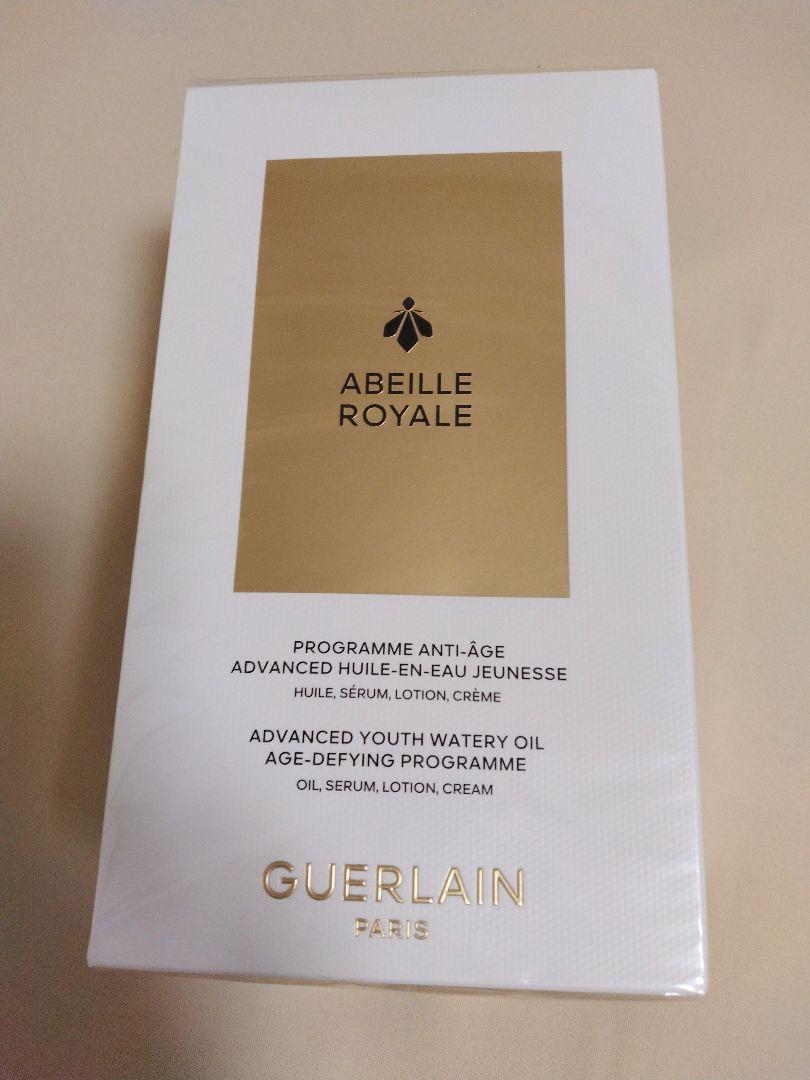 ABEILLE
ROYALE
PROGRAMME ANTI-ÂGE
ADVANCED HUILE-EN-EAU JEUNESSE
HUILE, SÉRUM, LOTION, CRÈME
ADVANCED YOUTH WATERY OIL
AGE-DEFYING PROGRAMME
OIL, SERUM, LOTION, CREAM
GUERLAIN
PARIS